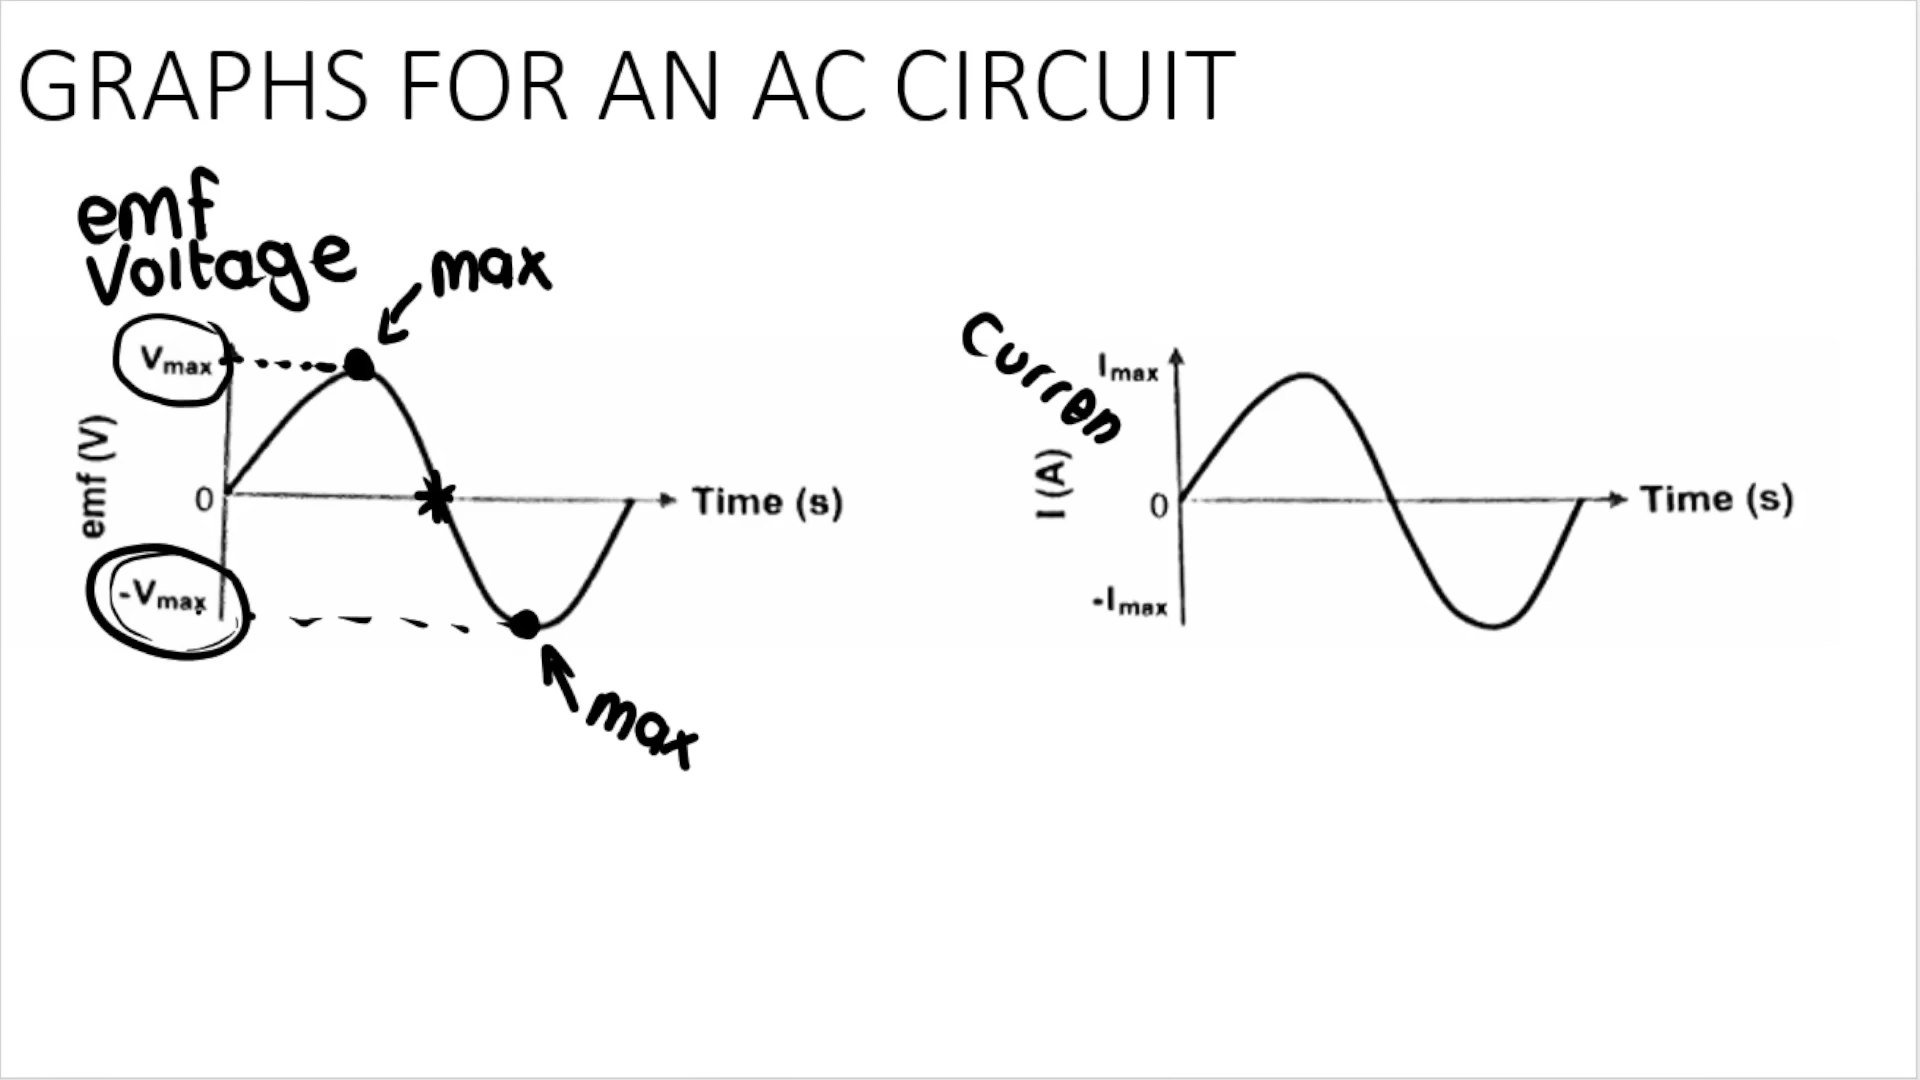 GRAPHS FOR AN AC CIRCUIT
emf
Voltage
max
Vmax
emf (V)
0
Time (s)
-Vmax
max
Curren
Imax
I (A)
0
Time (s)
-Imax